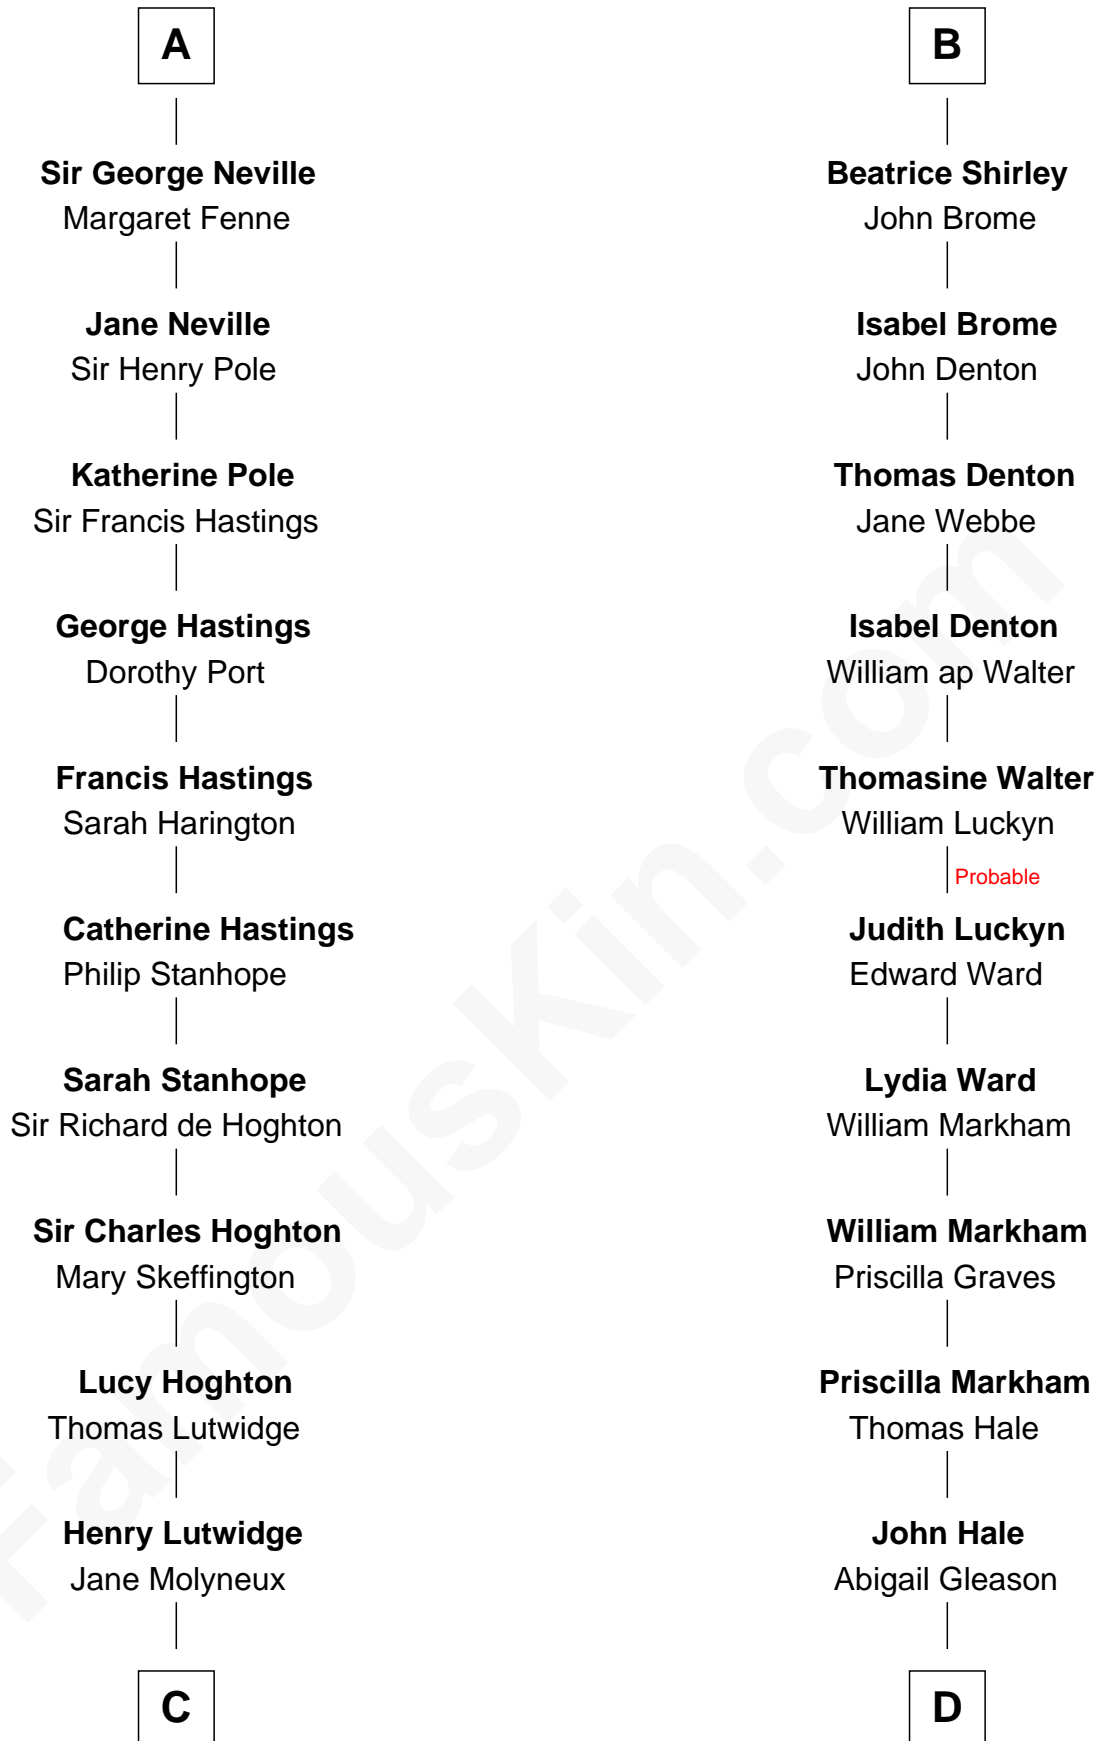 A
Sir George Neville
Margaret Fenne
Jane Neville
Sir Henry Pole
Katherine Pole
Sir Francis Hastings
George Hastings
Dorothy Port
Francis Hastings
Sarah Harington
Catherine Hastings
Philip Stanhope
Sarah Stanhope
Sir Richard de Hoghton
Sir Charles Hoghton
Mary Skeffington
Lucy Hoghton
Thomas Lutwidge
Henry Lutwidge
Jane Molyneux
C
B
Beatrice Shirley
John Brome
Isabel Brome
John Denton
Thomas Denton
Jane Webbe
Isabel Denton
William ap Walter
Thomasine Walter
William Luckyn
Probable
Judith Luckyn
Edward Ward
Lydia Ward
William Markham
William Markham
Priscilla Graves
Priscilla Markham
Thomas Hale
John Hale
Abigail Gleason
D
FamousKin.com